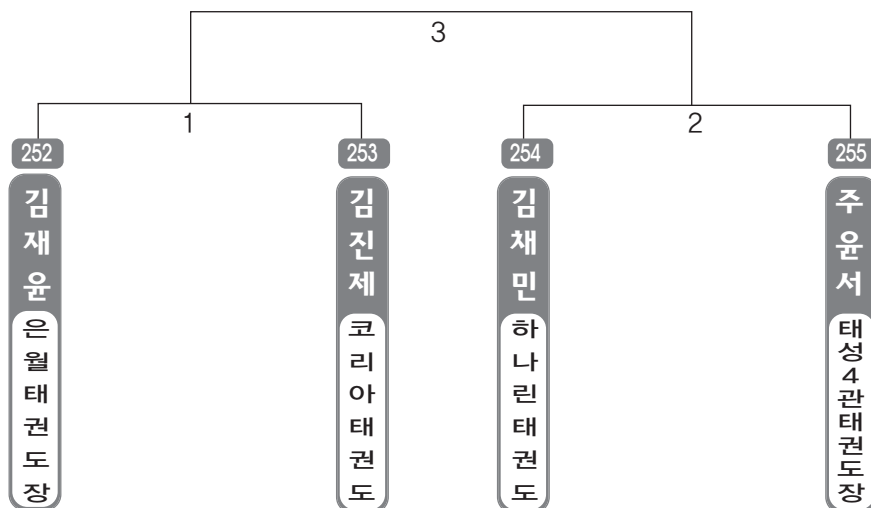 3
1
2
252
253
254
255
김재윤
김진제
김채민
주윤서
은월태권도장
코리아태권도
하나린태권도
태성4관태권도장